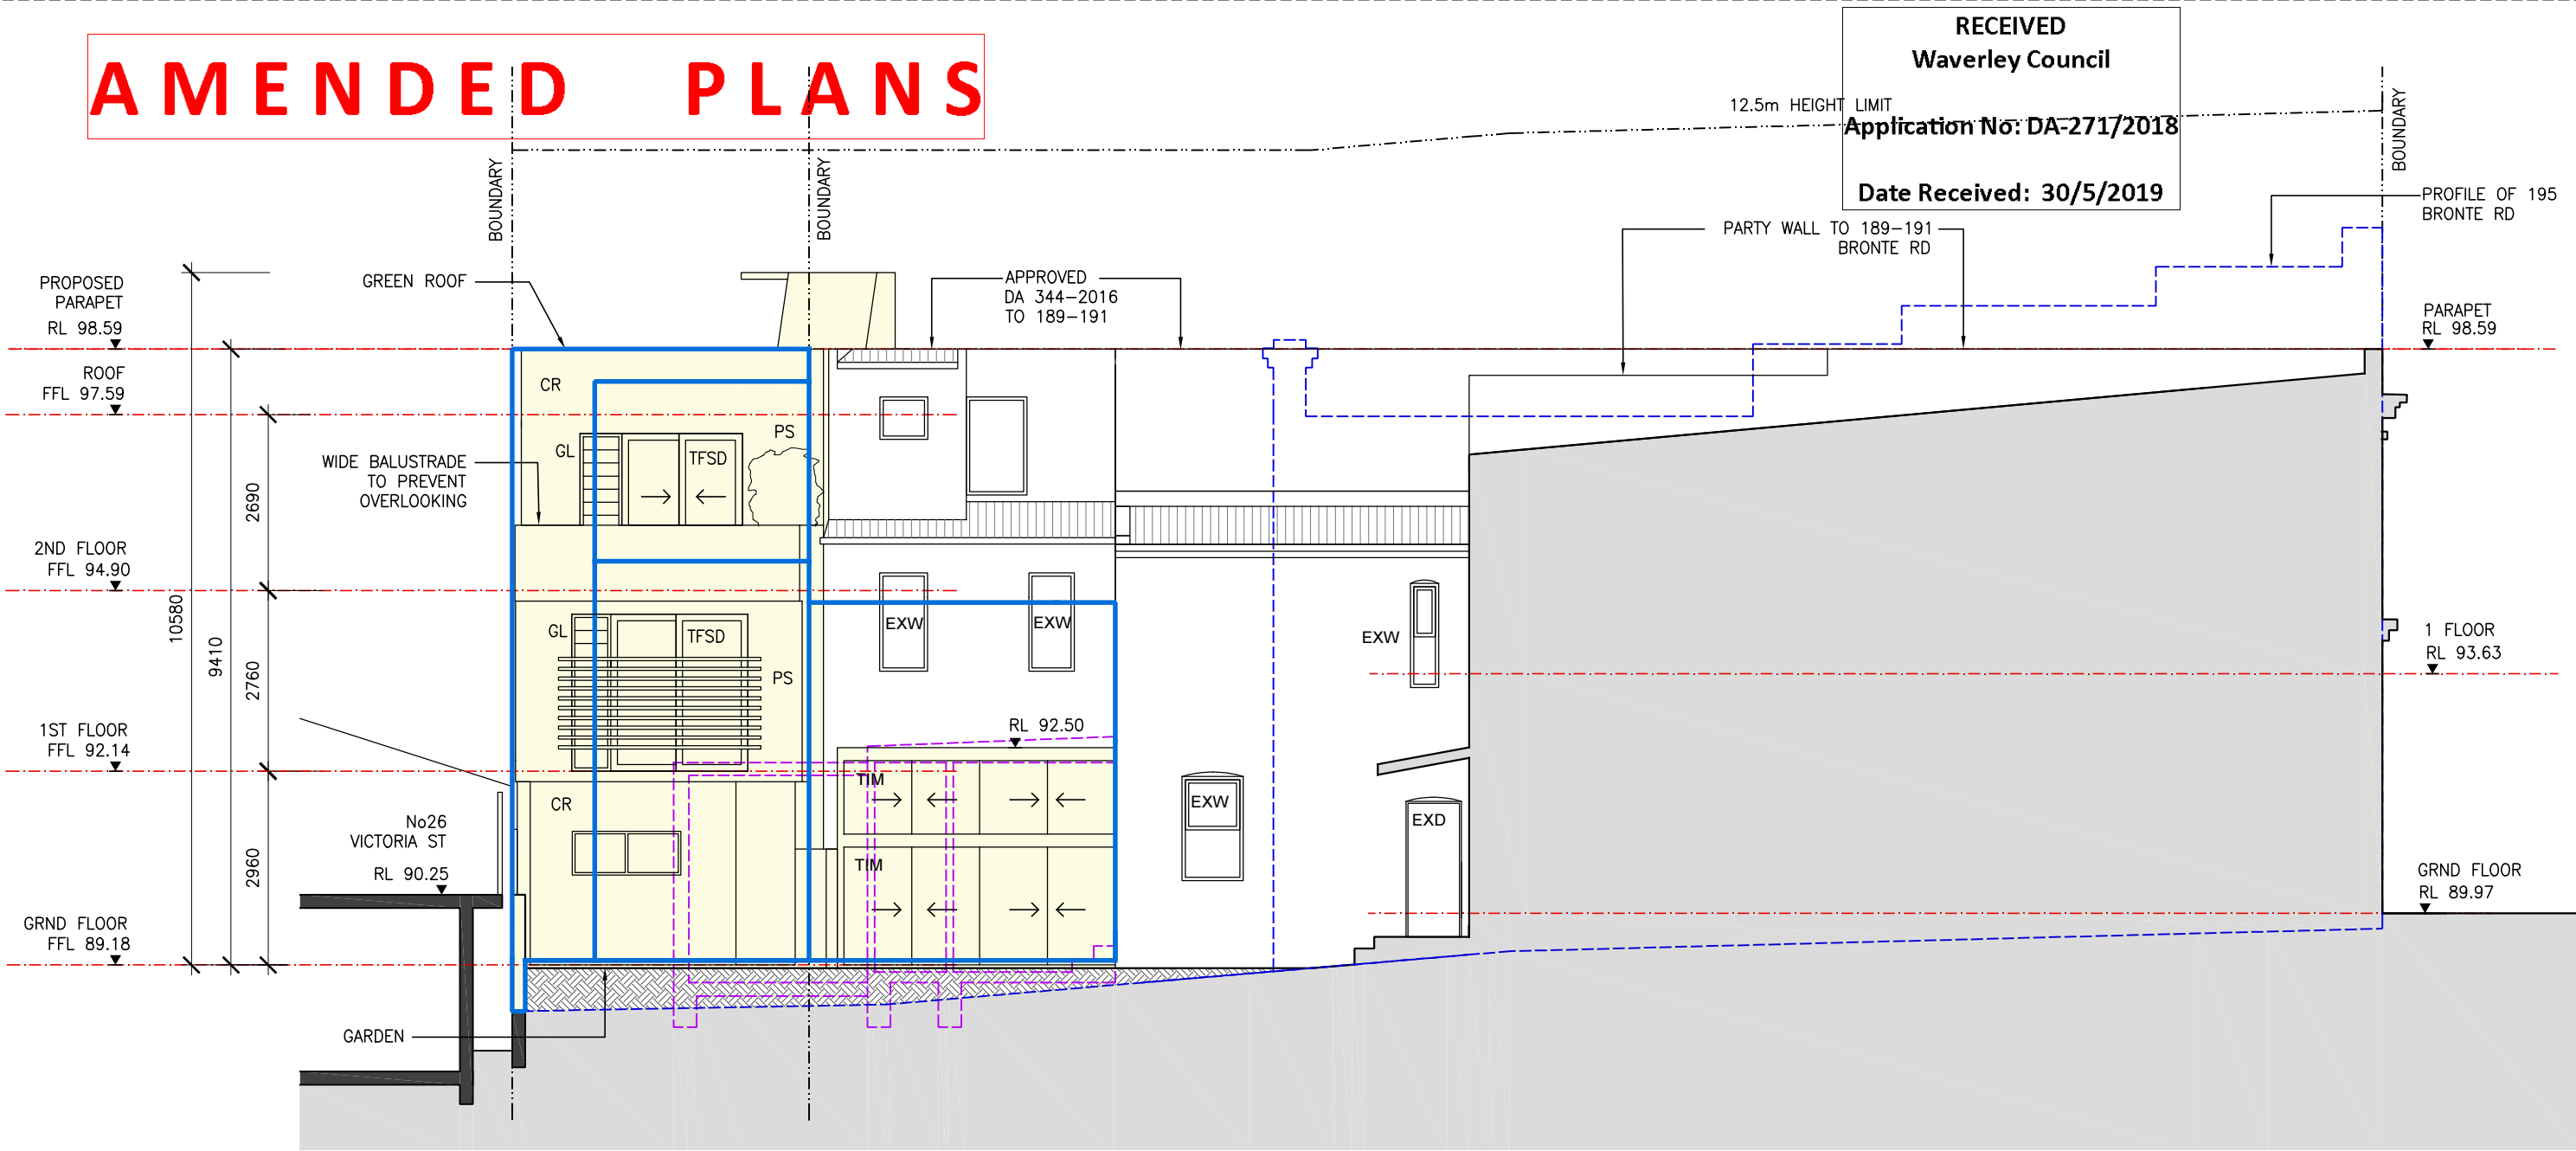 AMENDED PLANS
RECEIVED
Waverley Council
Application No: DA-271/2018
Date Received: 30/5/2019
12.5m HEIGHT LIMIT
BOUNDARY
BOUNDARY
BOUNDARY
PROFILE OF 195
BRONTE RD
PARTY WALL TO 189-191
BRONTE RD
GREEN ROOF
APPROVED
DA 344-2016
TO 189-191
PROPOSED
PARAPET
RL 98.59
PARAPET
RL 98.59
ROOF
FFL 97.59
CR
PS
GL
TFSD
WIDE BALUSTRADE
TO PREVENT
OVERLOOKING
2690
2ND FLOOR
FFL 94.90
10580
9410
2760
GL
TFSD
PS
EXW
EXW
EXW
1 FLOOR
RL 93.63
RL 92.50
1ST FLOOR
FFL 92.14
TIM
CR
EXW
EXD
No26
VICTORIA ST
RL 90.25
2960
TIM
GRND FLOOR
RL 89.97
GRND FLOOR
FFL 89.18
GARDEN